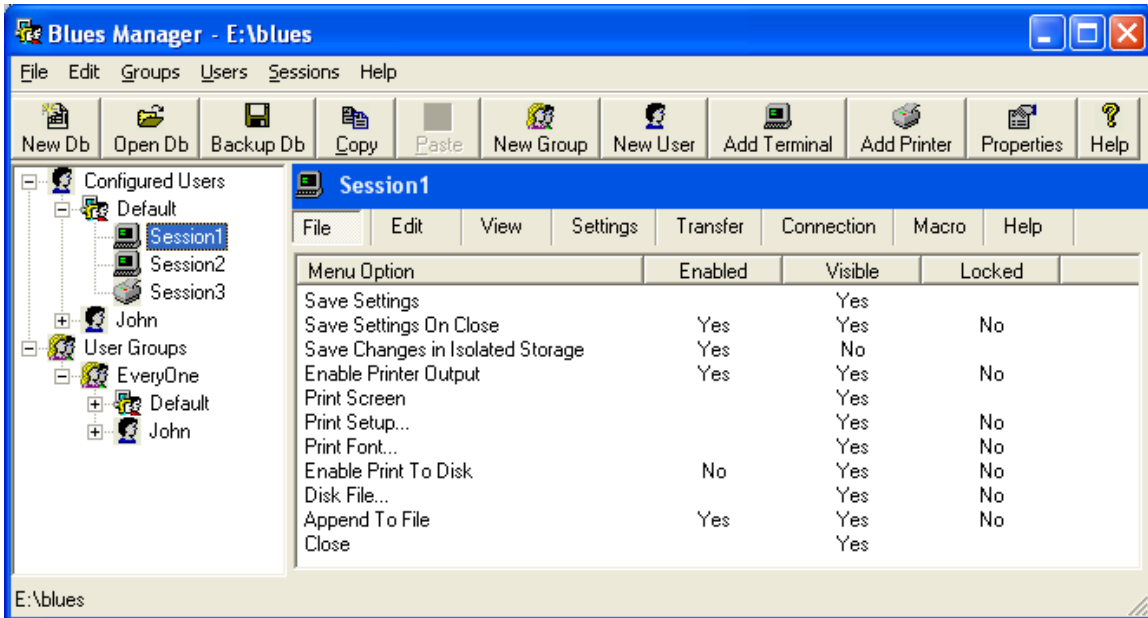 Blues Manager - E:\blues
File Edit Groups Users Sessions Help
New Db Open Db Backup Db Copy Paste New Group New User Add Terminal Add Printer Properties Help
Configured Users
Default
Session1
Session2
Session3
John
User Groups
EveryOne
Default
John
Session1
File Edit View Settings Transfer Connection Macro Help
Menu Option Enabled Visible Locked
Save Settings Yes
Save Settings On Close Yes Yes No
Save Changes in Isolated Storage Yes No
Enable Printer Output Yes Yes No
Print Screen Yes
Print Setup... Yes No
Print Font... Yes No
Enable Print To Disk No Yes No
Disk File... Yes No
Append To File Yes Yes No
Close Yes
E:\blues